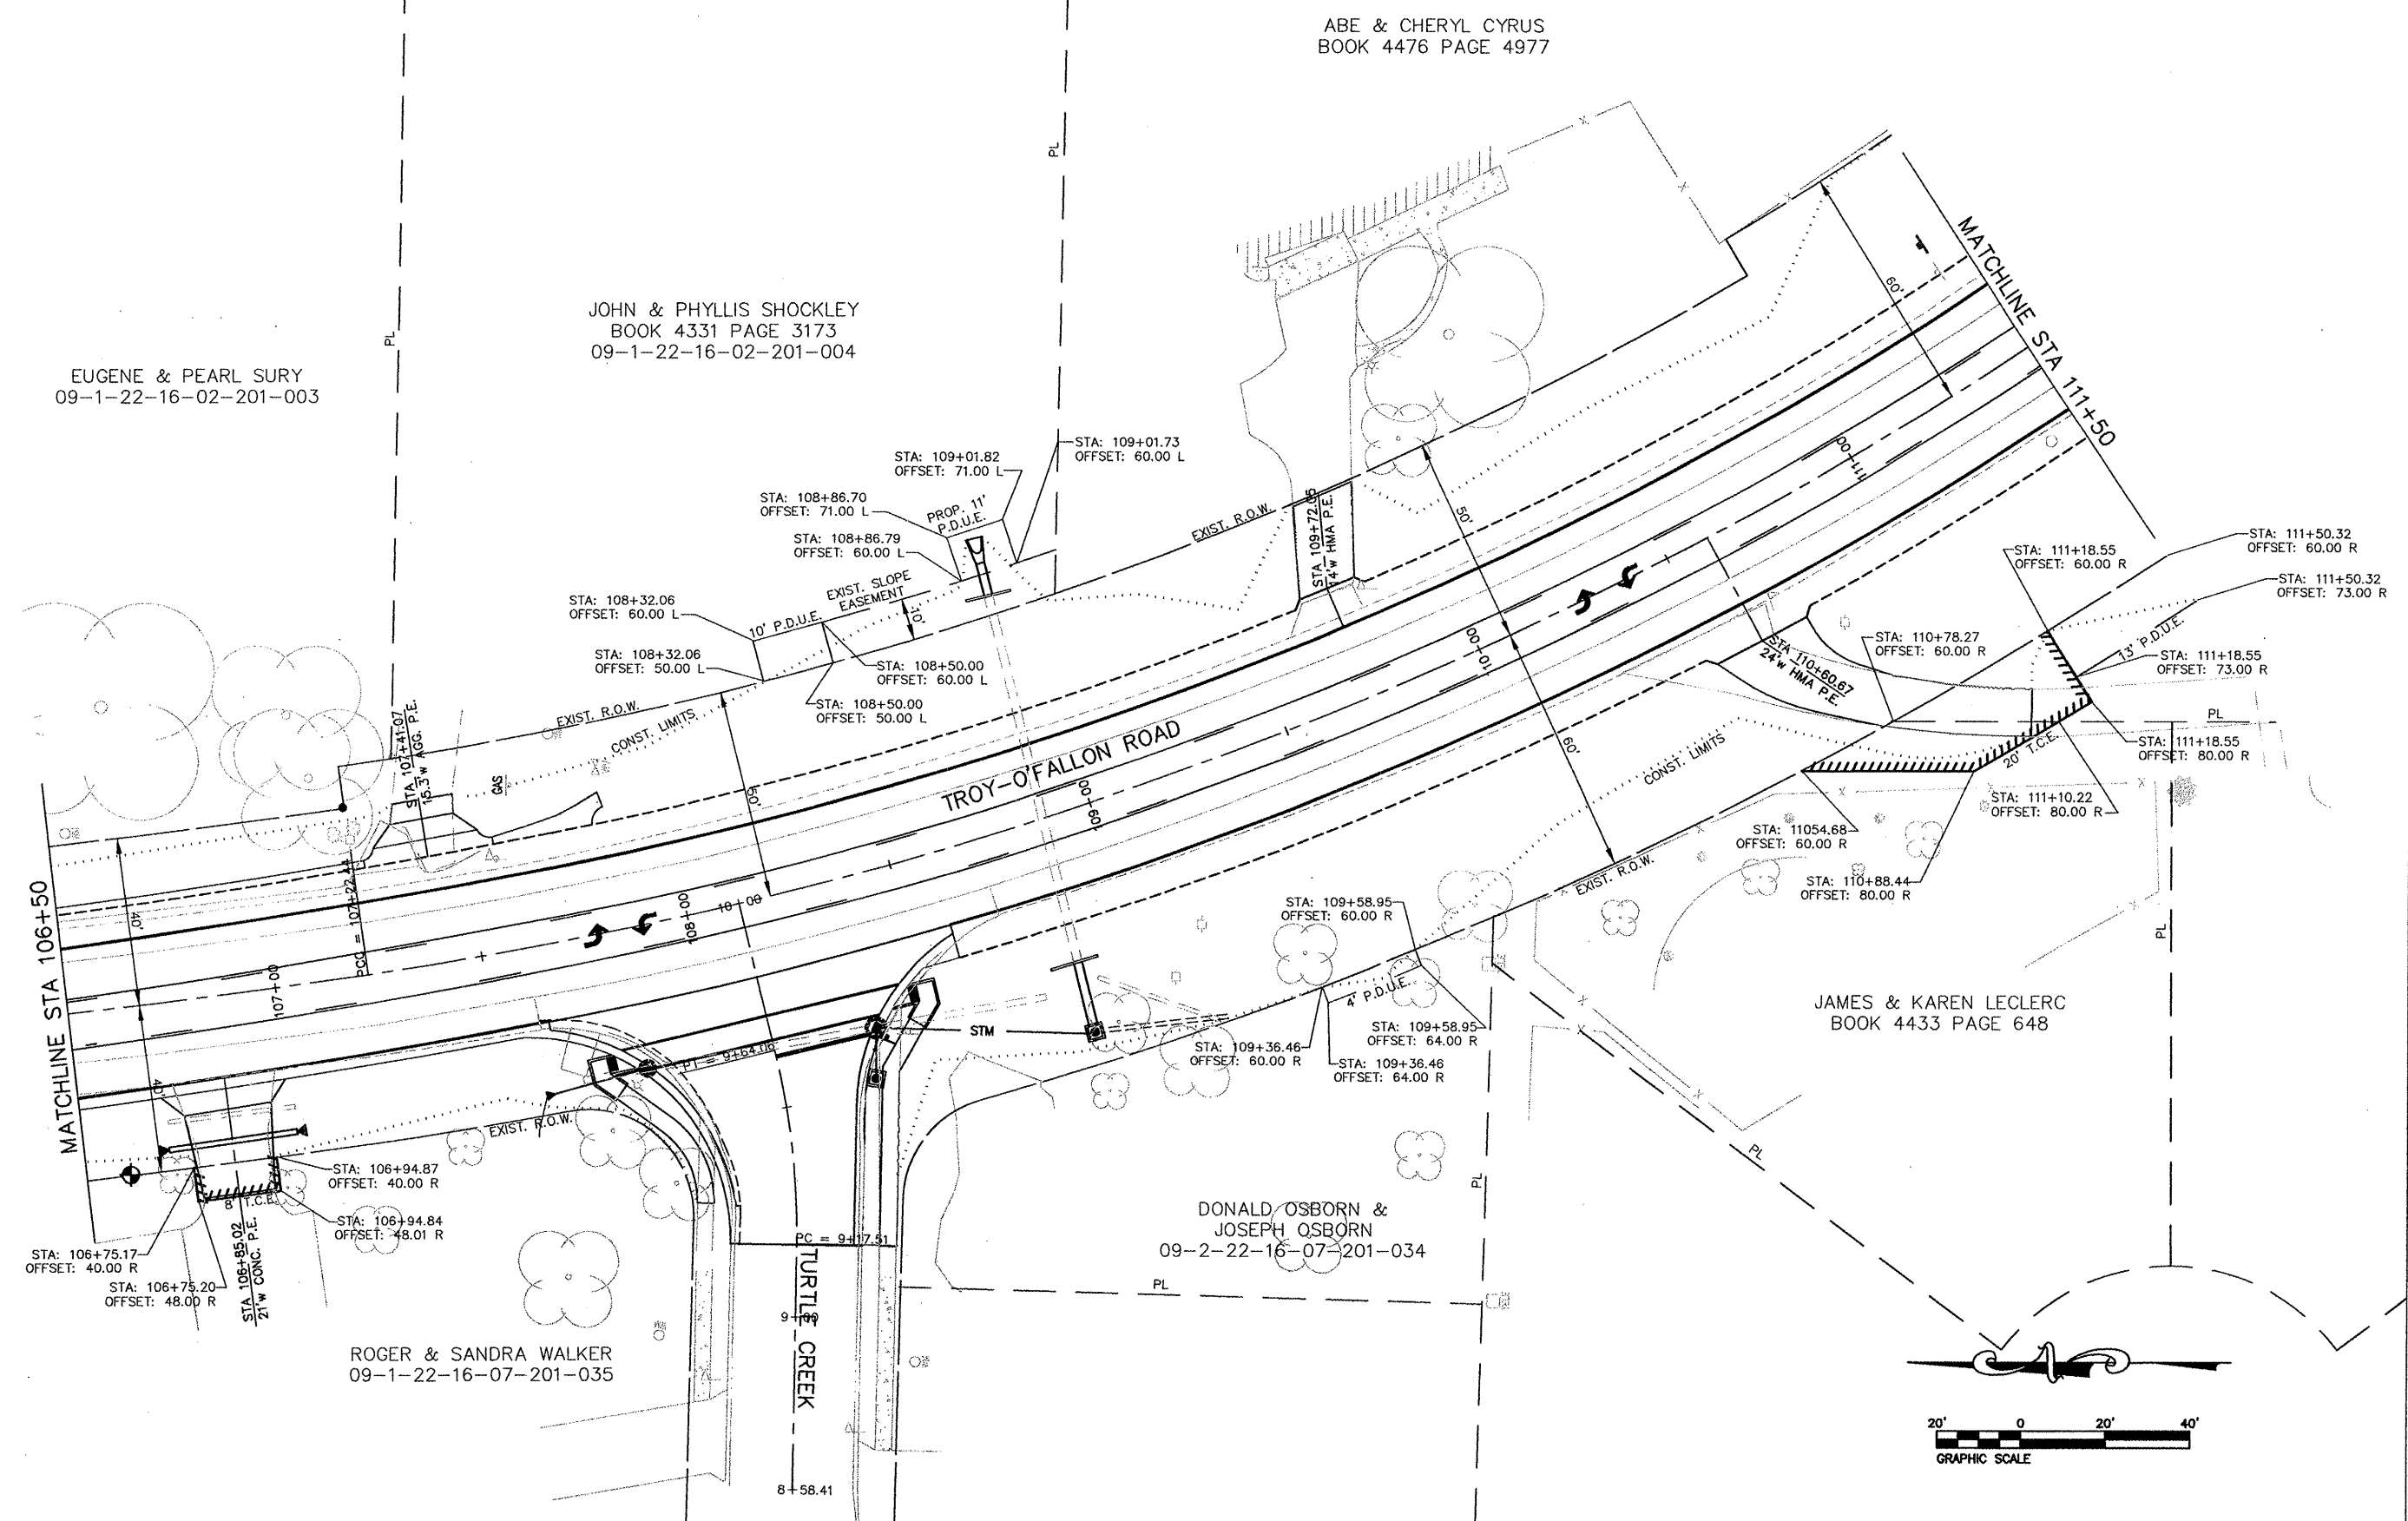 ABE & CHERYL CYRUS
BOOK 4476 PAGE 4977
PL
PL
JOHN & PHYLLIS SHOCKLEY
BOOK 4331 PAGE 3173
09-1-22-16-02-201-004
EUGENE & PEARL SURY
09-1-22-16-02-201-003
MATCHLINE STA 111+50
60'
111+00
STA: 109+01.73
OFFSET: 60.00 L
STA: 109+01.82
OFFSET: 71.00 L
STA: 108+86.70
OFFSET: 71.00 L
PROP. 11'
P.D.U.E.
STA: 108+86.79
OFFSET: 60.00 L
EXIST. R.O.W.
STA 109+72.05
14'w HMA P.E.
50'
EXIST. SLOPE
EASEMENT
10'
10' P.D.U.E.
STA: 108+32.06
OFFSET: 60.00 L
STA: 108+32.06
OFFSET: 50.00 L
STA: 108+50.00
OFFSET: 60.00 L
STA: 108+50.00
OFFSET: 50.00 L
STA: 111+50.32
OFFSET: 60.00 R
STA: 111+18.55
OFFSET: 60.00 R
STA: 111+50.32
OFFSET: 73.00 R
13' P.D.U.E.
STA: 110+78.27
OFFSET: 60.00 R
STA: 111+18.55
OFFSET: 73.00 R
STA 110+60.67
24'w HMA P.E.
110+00
PL
EXIST. R.O.W.
CONST. LIMITS
STA 107+41.07
15.3'w AGG. P.E.
GAS
TROY-O'FALLON ROAD
60'
CONST. LIMITS
20' T.C.E.
STA: 111+18.55
OFFSET: 80.00 R
50'
109+00
STA: 111+10.22
OFFSET: 80.00 R
STA: 11054.68
OFFSET: 60.00 R
EXIST. R.O.W.
STA: 110+88.44
OFFSET: 80.00 R
MATCHLINE STA 106+50
40'
PCC = 107+22.
107+00
108+00
10+00
STA: 109+58.95
OFFSET: 60.00 R
PL
4' P.D.U.E.
STA: 109+58.95
OFFSET: 64.00 R
STM
STA: 109+36.46
OFFSET: 60.00 R
STA: 109+36.46
OFFSET: 64.00 R
JAMES & KAREN LECLERC
BOOK 4433 PAGE 648
40'
PT = 9+64.06
EXIST. R.O.W.
STA: 106+94.87
OFFSET: 40.00 R
8' T.C.E.
STA: 106+94.84
OFFSET: 48.01 R
STA: 106+75.17
OFFSET: 40.00 R
STA: 106+75.20
OFFSET: 48.00 R
STA 106+85.02
21'w CONC. P.E.
PL
PL
DONALD OSBORN &
JOSEPH OSBORN
09-2-22-16-07-201-034
PC = 9+17.51
PL
9+00
TURTLE CREEK
ROGER & SANDRA WALKER
09-1-22-16-07-201-035
8+58.41
20' 0 20' 40'
GRAPHIC SCALE